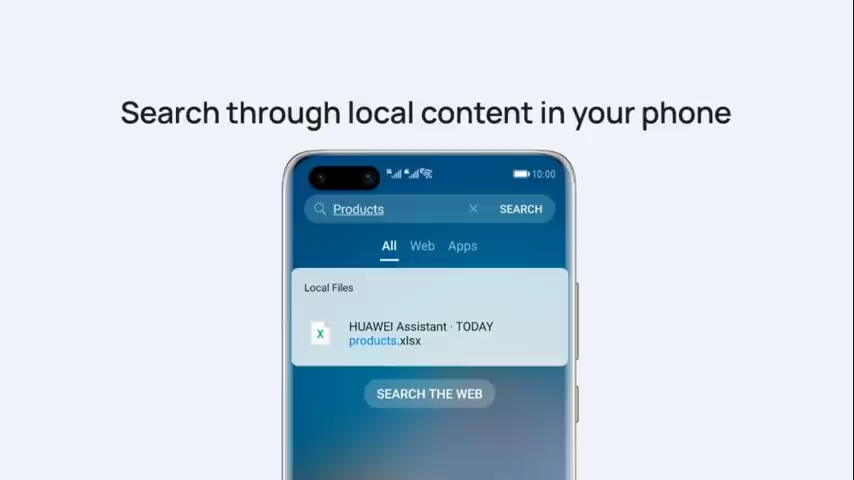 Search through local content in your phone
10:00
Products
SEARCH
All Web Apps
Local Files
X
HUAWEI Assistant · TODAY
products.xlsx
SEARCH THE WEB